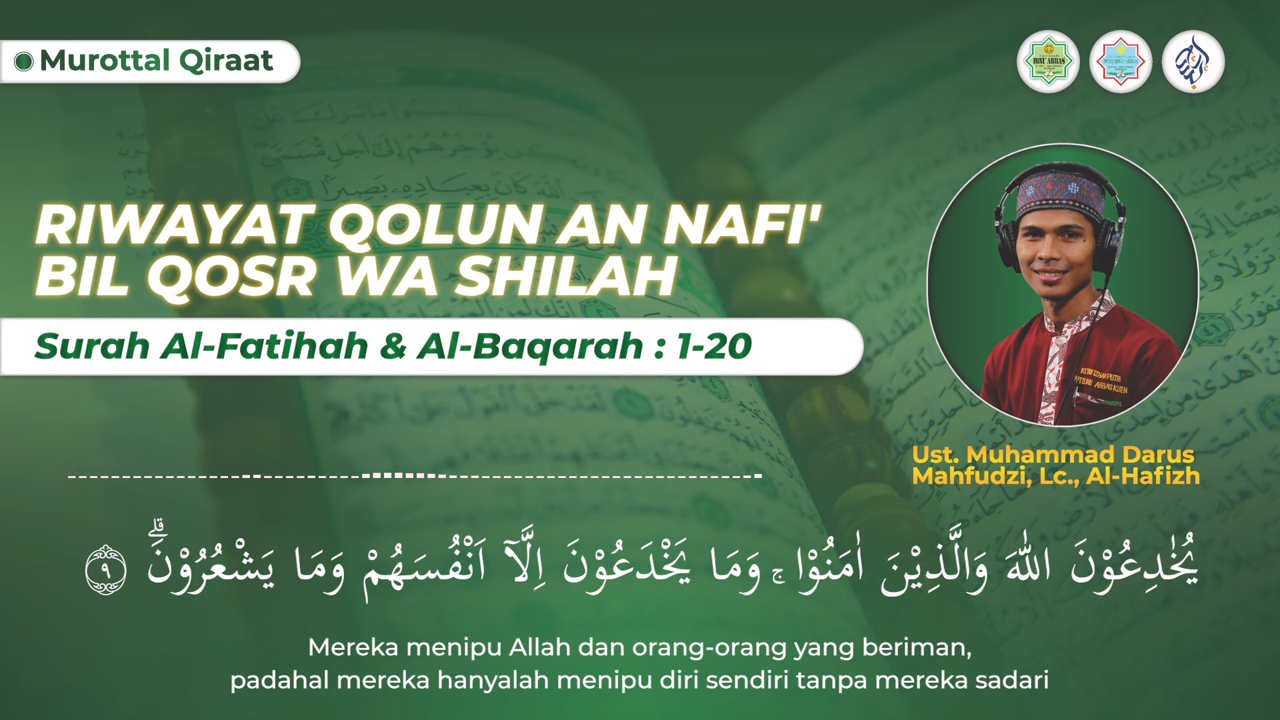 Murottal Qiraat
IBNU ABBAS
RIWAYAT QOLUN AN NAFI'
BIL QOSR WA SHILAH
Surah Al-Fatihah & Al-Baqarah : 1-20
Ust. Muhammad Darus
Mahfudzi, Lc., Al-Hafizh
يُخٰدِعُوْنَ اللّٰهَ وَالَّذِيْنَ اٰمَنُوْا ۚ وَمَا يَخْدَعُوْنَ اِلَّآ اَنْفُسَهُمْ وَمَا يَشْعُرُوْنَۗ ٩
Mereka menipu Allah dan orang-orang yang beriman,
padahal mereka hanyalah menipu diri sendiri tanpa mereka sadari